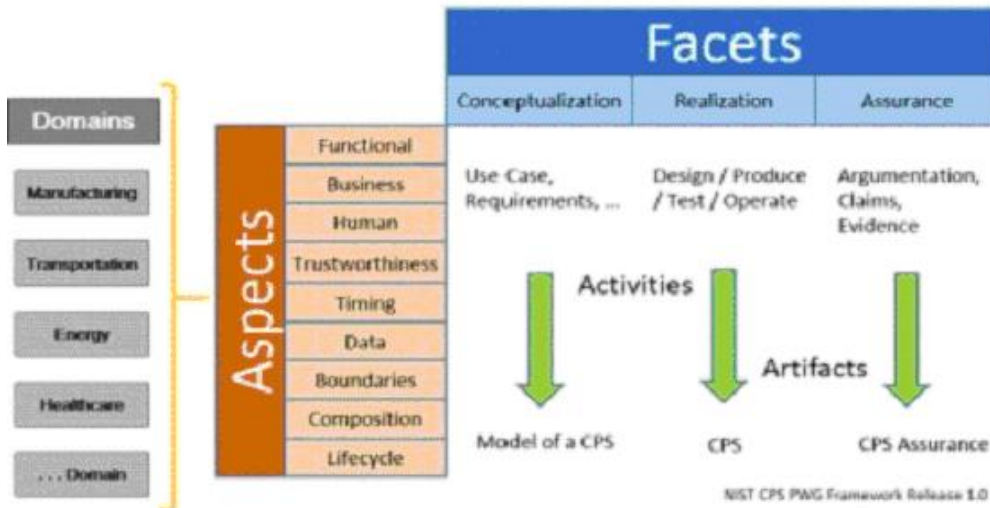 Facets
Conceptualization
Realization
Assurance
Domains
Manufacturing
Transportation
Energy
Healthcare
... Domain
Aspects
Functional
Business
Human
Trustworthiness
Timing
Data
Boundaries
Composition
Lifecycle
Use Case,
Requirements, ...
Design / Produce
/ Test / Operate
Argumentation,
Claims,
Evidence
Activities
Artifacts
Model of a CPS
CPS
CPS Assurance
NIST CPS PWG Framework Release 1.0